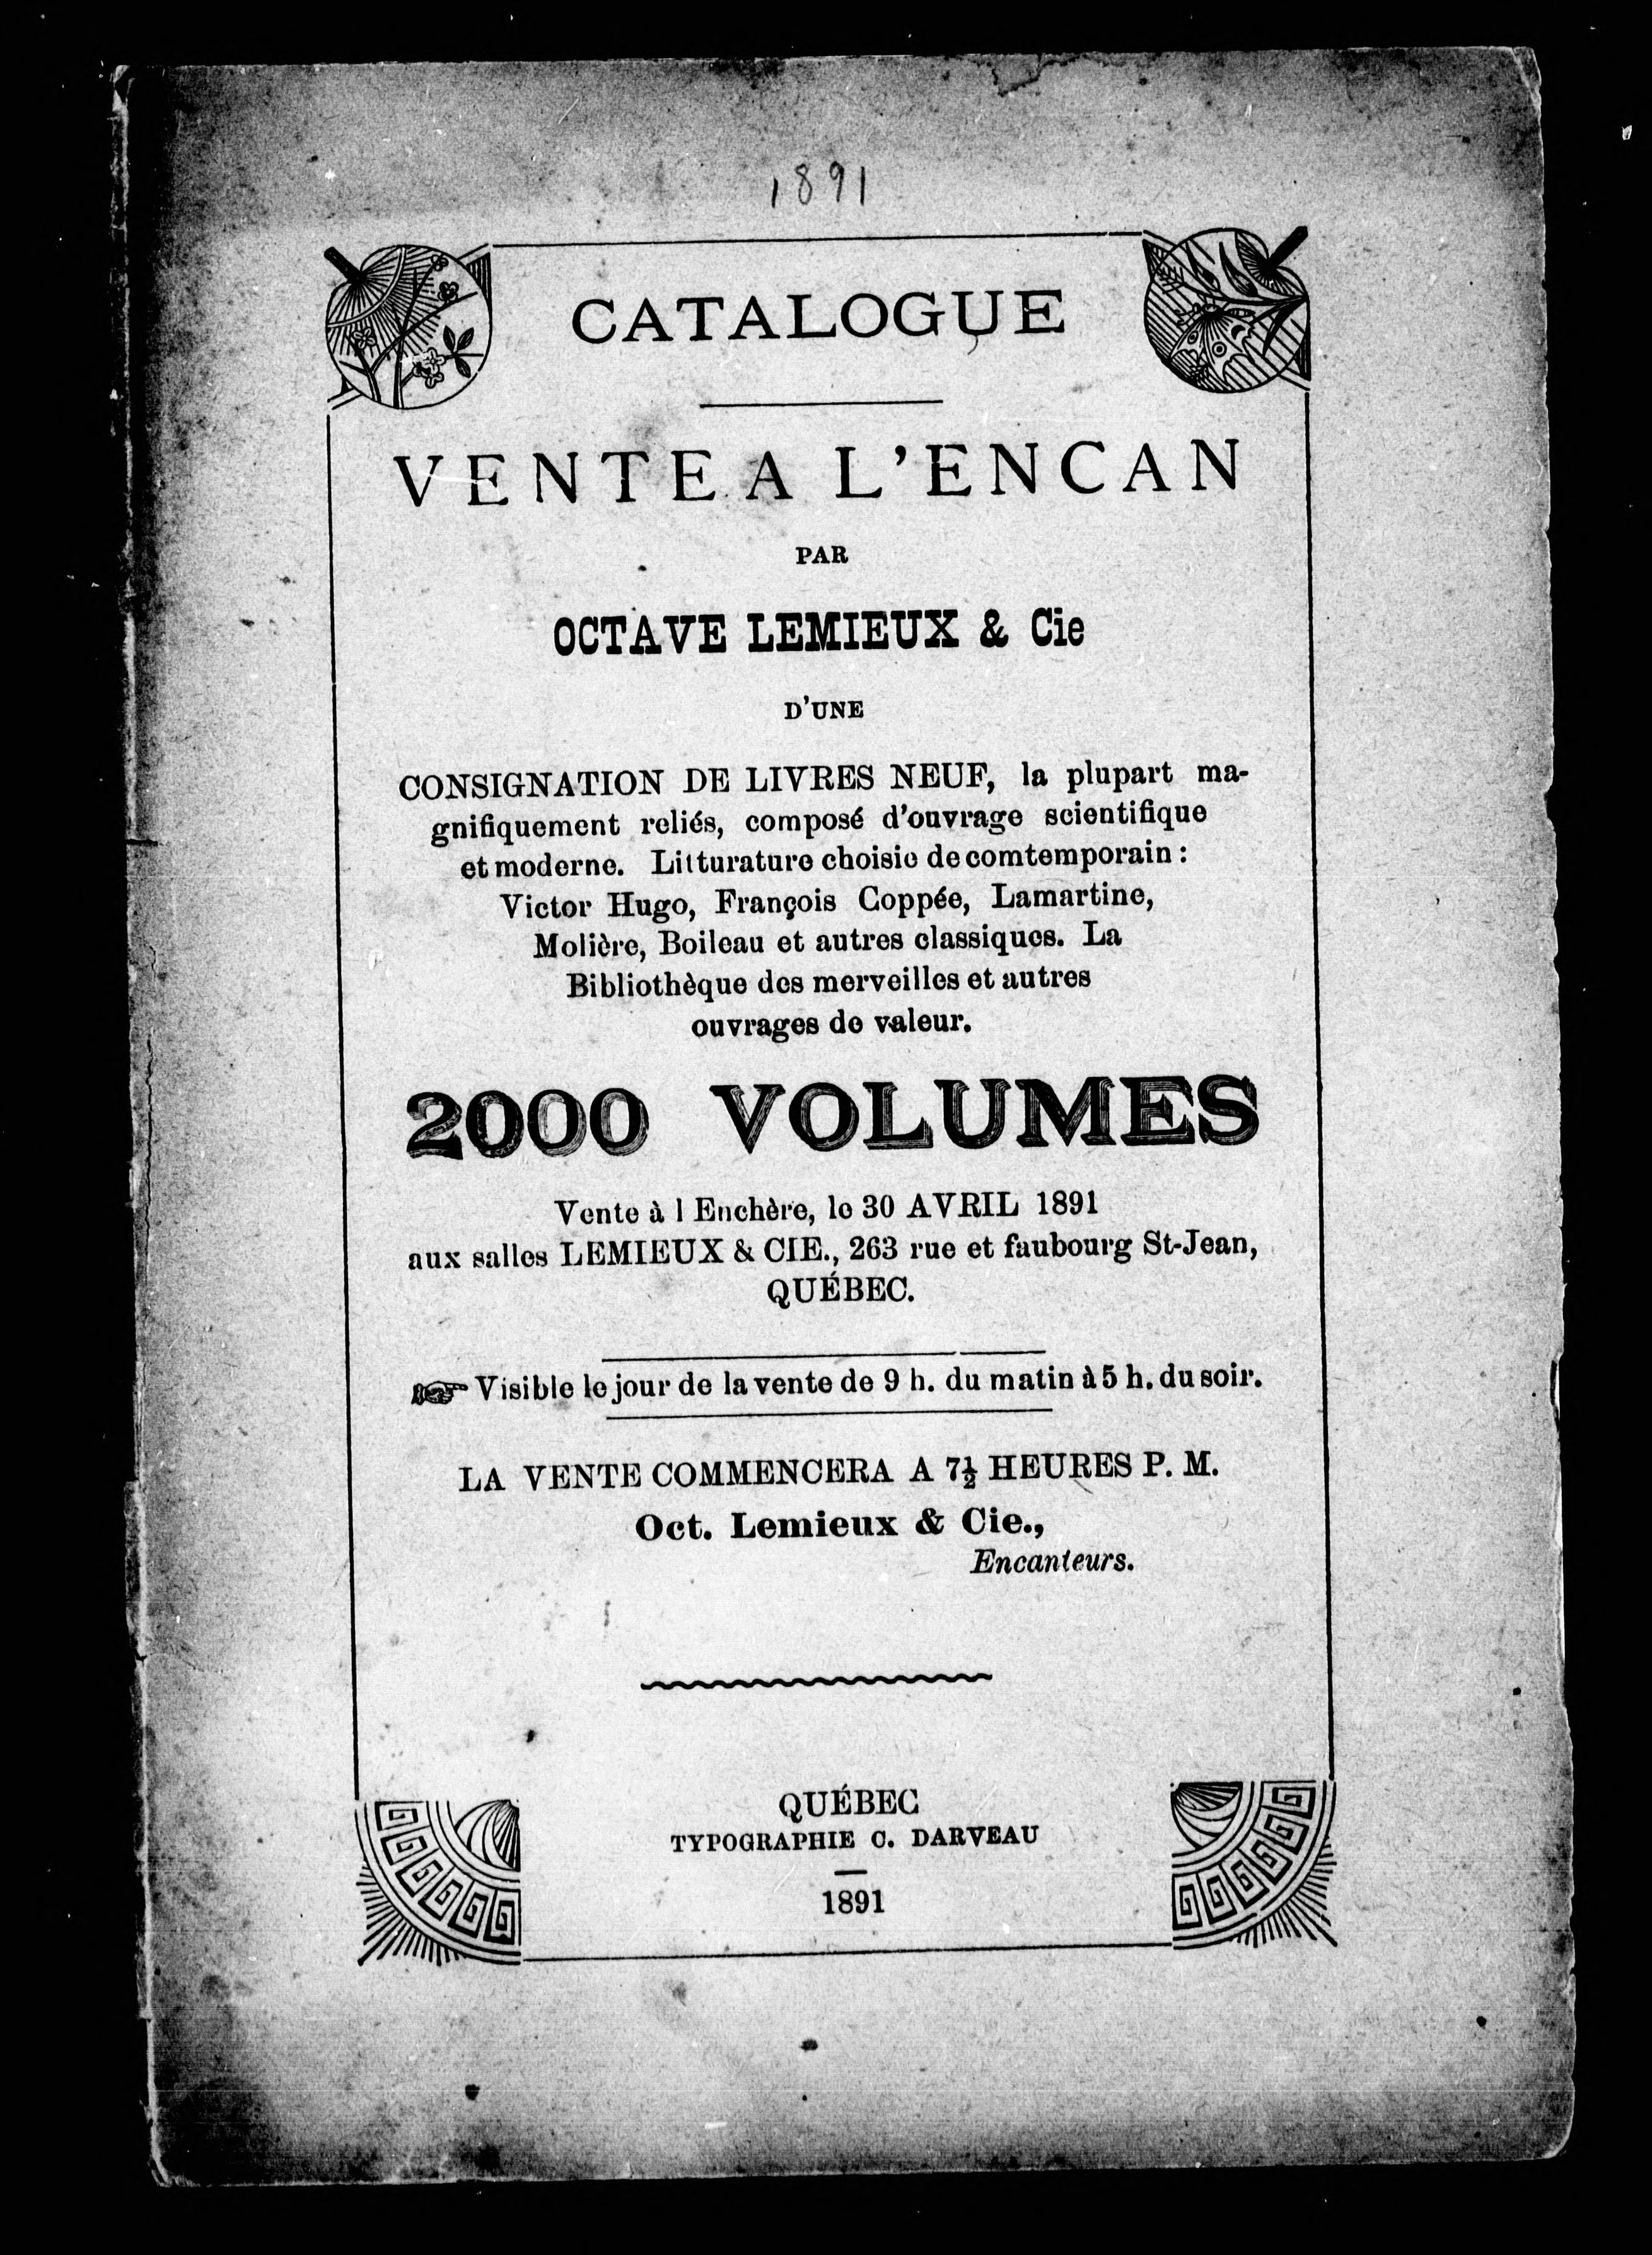 1891
CATALOGUE
VENTE A L'ENCAN
PAR
OCTAVE LEMIEUX & Cie
D'UNE
CONSIGNATION DE LIVRES NEUF, la plupart ma-
gnifiquement reliés, composé d'ouvrage scientifique
et moderne. Litturature choisie de comtemporain :
Victor Hugo, François Coppée, Lamartine,
Molière, Boileau et autres classiques. La
Bibliothèque des merveilles et autres
ouvrages de valeur.
2000 VOLUMES
Vente à l Enchère, le 30 AVRIL 1891
aux salles LEMIEUX & CIE., 263 rue et faubourg St-Jean,
QUÉBEC.
☞ Visible le jour de la vente de 9 h. du matin à 5 h. du soir.
LA VENTE COMMENCERA A 7½ HEURES P. M.
Oct. Lemieux & Cie.,
Encanteurs.
QUÉBEC
TYPOGRAPHIE C. DARVEAU
1891